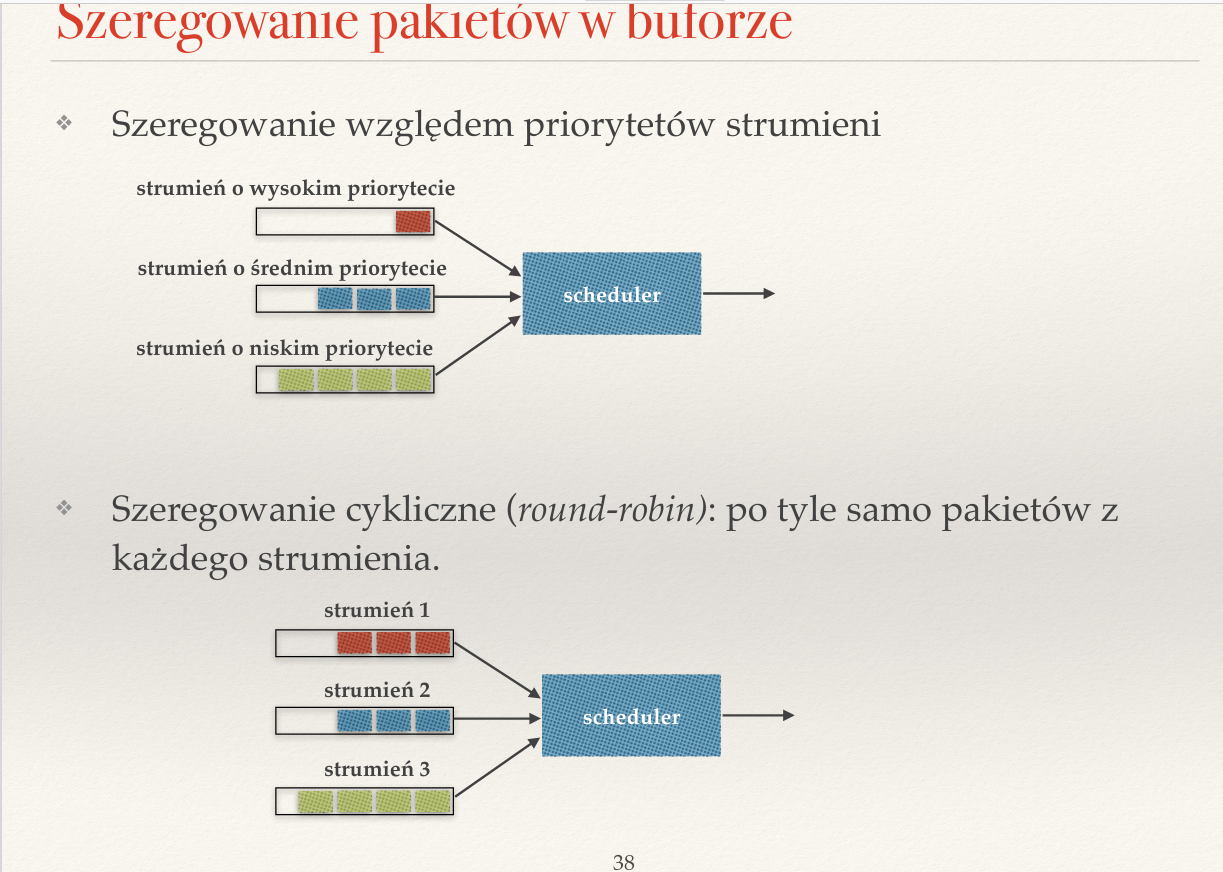 Szeregowanie pakietów w buforze
❖ Szeregowanie względem priorytetów strumieni
strumień o wysokim priorytecie
strumień o średnim priorytecie
scheduler
strumień o niskim priorytecie
❖ Szeregowanie cykliczne (round-robin): po tyle samo pakietów z
każdego strumienia.
strumień 1
strumień 2
scheduler
strumień 3
38